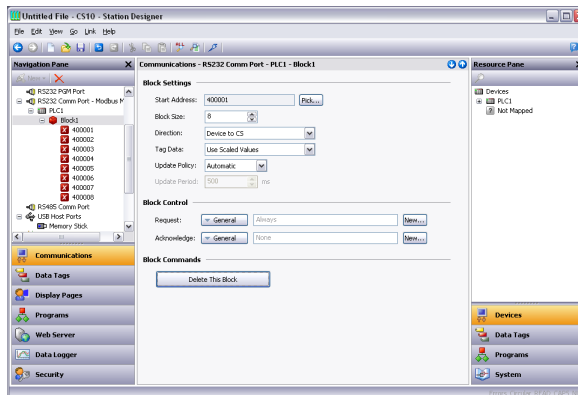 Untitled File - CS10 - Station Designer
File Edit View Go Link Help
Navigation Pane
New
RS232 PGM Port
RS232 Comm Port - Modbus M
PLC1
Block1
400001
400002
400003
400004
400005
400006
400007
400008
RS485 Comm Port
USB Host Ports
Memory Stick
Communications
Data Tags
Display Pages
Programs
Web Server
Data Logger
Security
Communications - RS232 Comm Port - PLC1 - Block1
Block Settings
Start Address: 400001 Pick...
Block Size: 8
Direction: Device to CS
Tag Data: Use Scaled Values
Update Policy: Automatic
Update Period: 500 ms
Block Control
Request: General Always New...
Acknowledge: General None New...
Block Commands
Delete This Block
Resource Pane
Devices
PLC1
Not Mapped
Devices
Data Tags
Programs
System